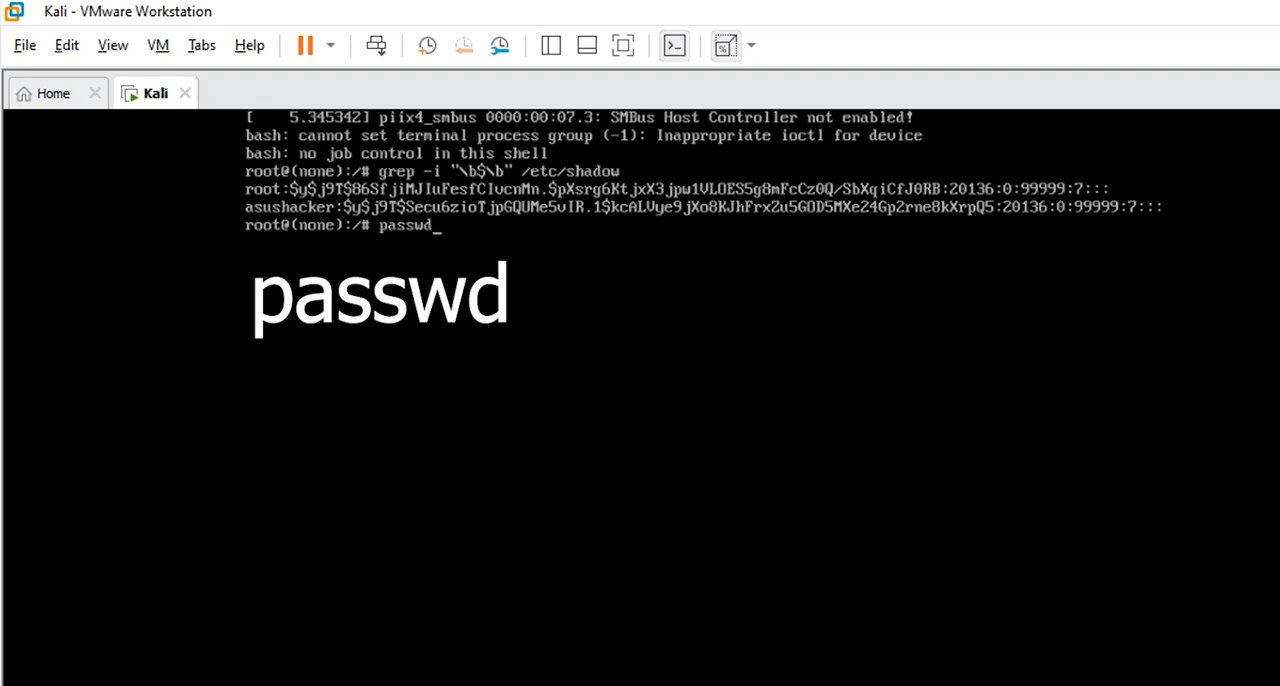 Kali - VMware Workstation
File Edit View VM Tabs Help
Home Kali
[    5.345342] piix4_smbus 0000:00:07.3: SMBus Host Controller not enabled!
bash: cannot set terminal process group (-1): Inappropriate ioctl for device
bash: no job control in this shell
root@(none):/# grep -i "\b$\b" /etc/shadow
root:$y$j9T$86SfjiMJIuFesfCIvcnMn.$pXsrg6KtjxX3jpw1VLOES5g8mFcCz0Q/SbXqiCfJ0RB:20136:0:99999:7:::
asushacker:$y$j9T$Secu6zioTjpGQUMe5vIR.1$kcALVye9jXo8KJhFrxZu5GOD5MXe24Gp2rne8kXrpQ5:20136:0:99999:7:::
root@(none):/# passwd_
passwd